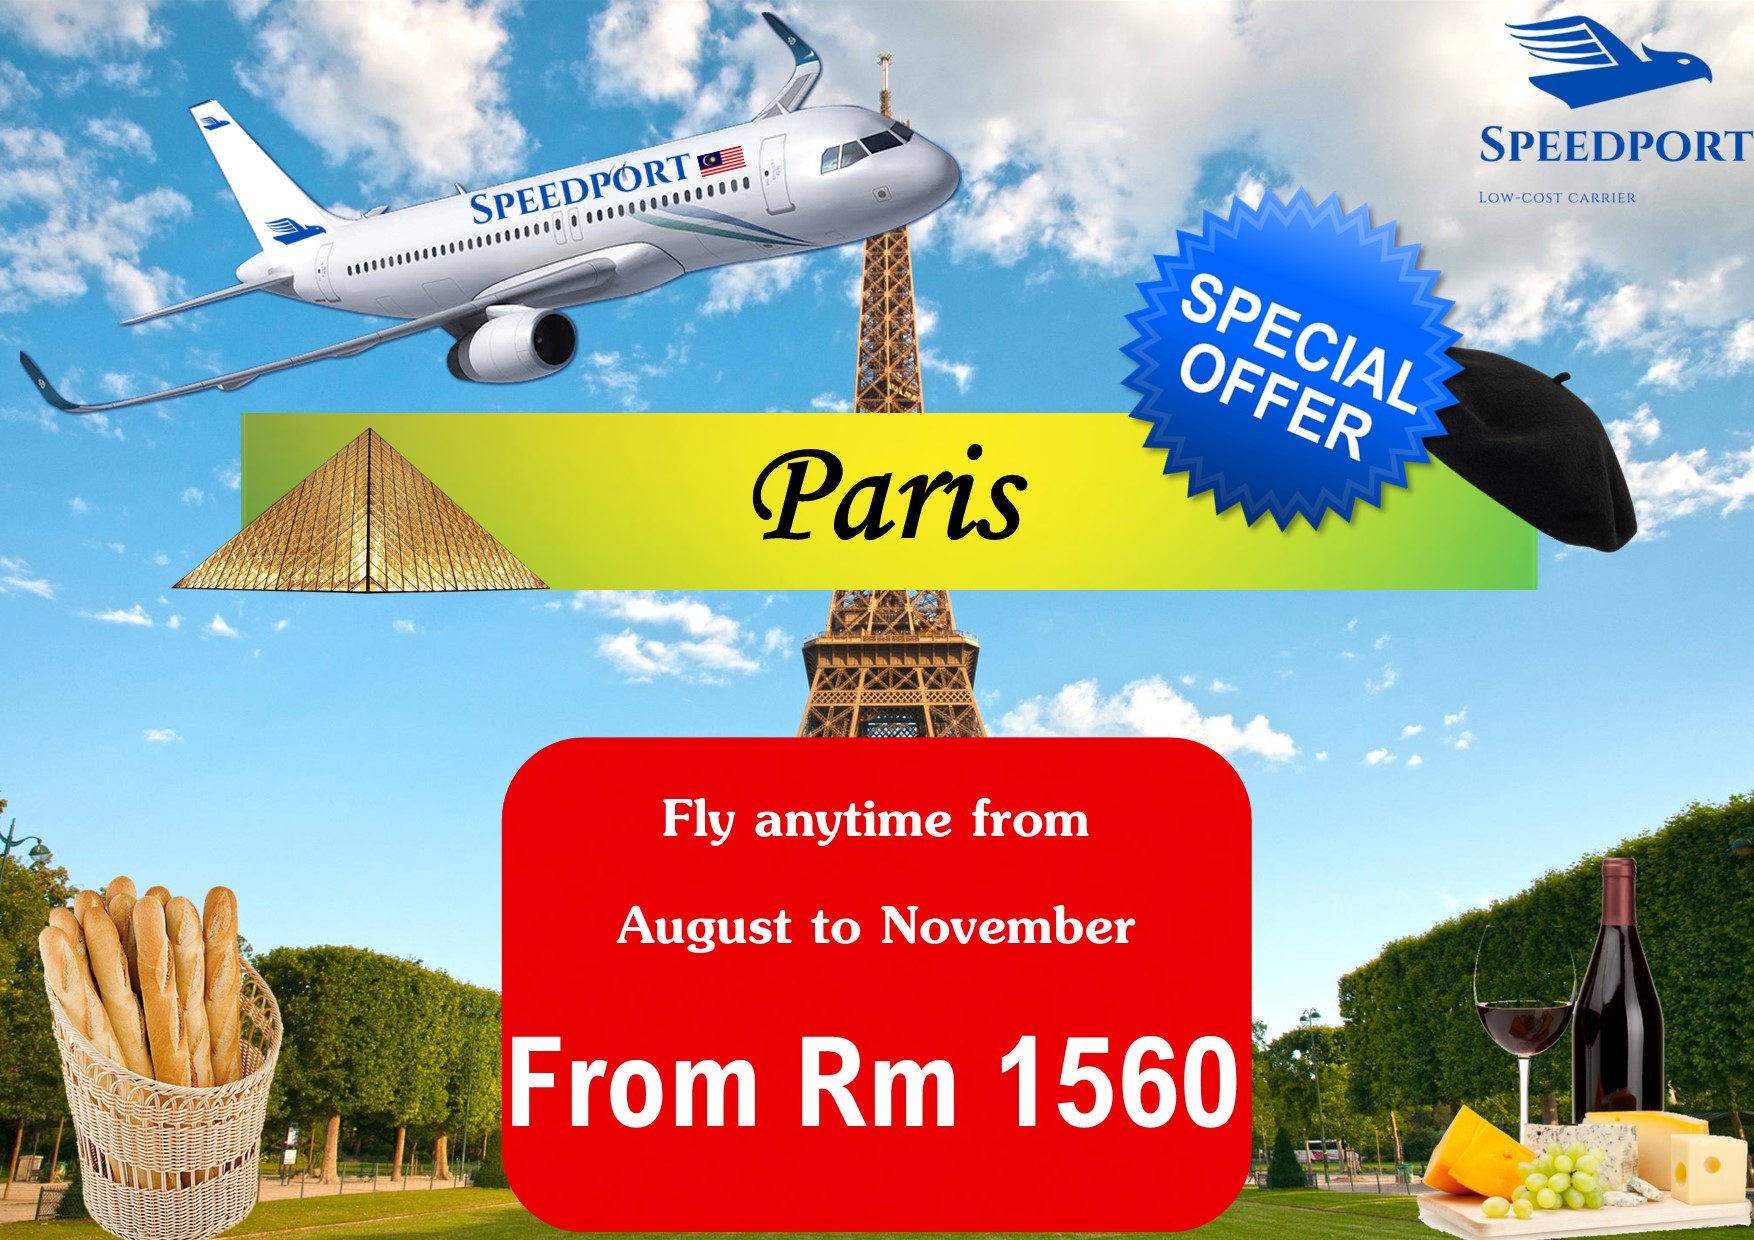 SPEEDPORT
SPEEDPORT
LOW-COST CARRIER
SPECIAL
OFFER
Paris
Fly anytime from
August to November
From Rm 1560